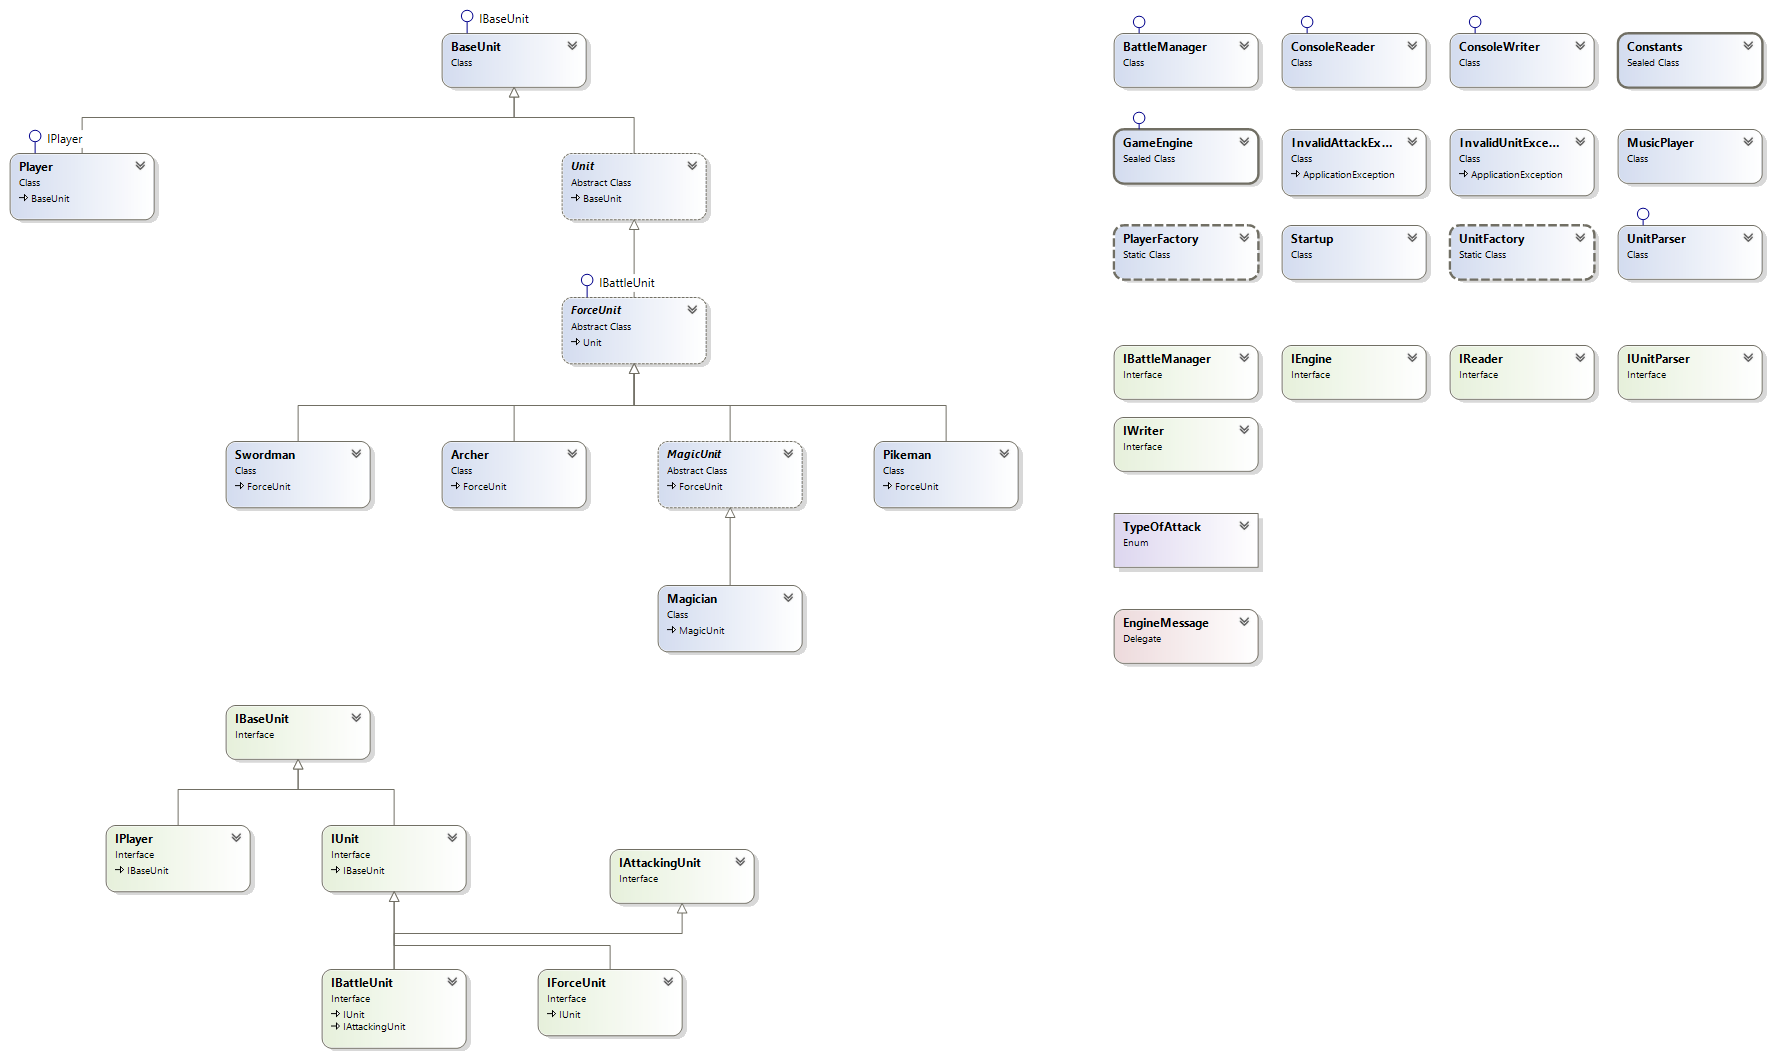 IBaseUnit
BaseUnit
Class
IPlayer
Player
Class
BaseUnit
Unit
Abstract Class
BaseUnit
IBattleUnit
ForceUnit
Abstract Class
Unit
Swordman
Class
ForceUnit
Archer
Class
ForceUnit
MagicUnit
Abstract Class
ForceUnit
Pikeman
Class
ForceUnit
Magician
Class
MagicUnit
IBaseUnit
Interface
IPlayer
Interface
IBaseUnit
IUnit
Interface
IBaseUnit
IAttackingUnit
Interface
IBattleUnit
Interface
IUnit
IAttackingUnit
IForceUnit
Interface
IUnit
BattleManager
Class
ConsoleReader
Class
ConsoleWriter
Class
Constants
Sealed Class
GameEngine
Sealed Class
InvalidAttackEx...
Class
ApplicationException
InvalidUnitExce...
Class
ApplicationException
MusicPlayer
Class
PlayerFactory
Static Class
Startup
Class
UnitFactory
Static Class
UnitParser
Class
IBattleManager
Interface
IEngine
Interface
IReader
Interface
IUnitParser
Interface
IWriter
Interface
TypeOfAttack
Enum
EngineMessage
Delegate